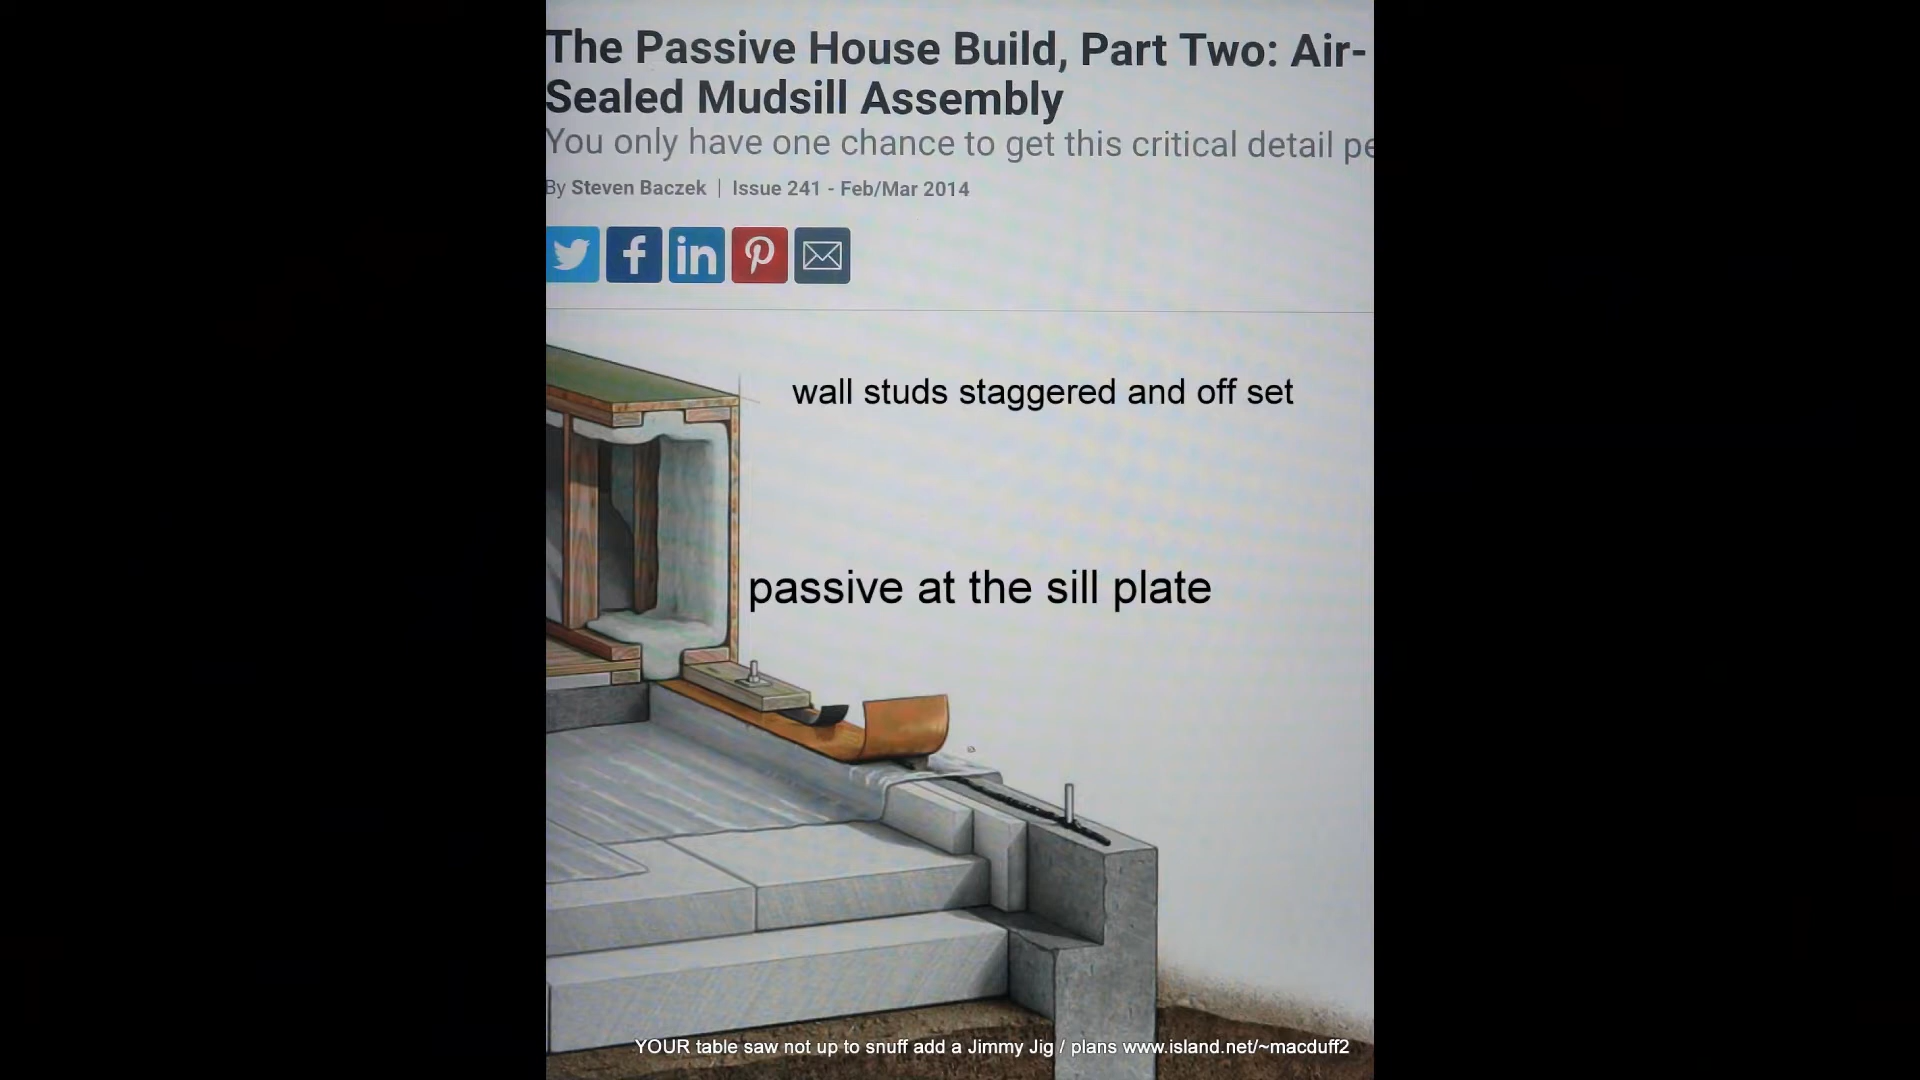 The Passive House Build, Part Two: Air-
Sealed Mudsill Assembly
You only have one chance to get this critical detail pe
By Steven Baczek | Issue 241 - Feb/Mar 2014
wall studs staggered and off set
passive at the sill plate
YOUR table saw not up to snuff add a Jimmy Jig / plans www.island.net/~macduff2